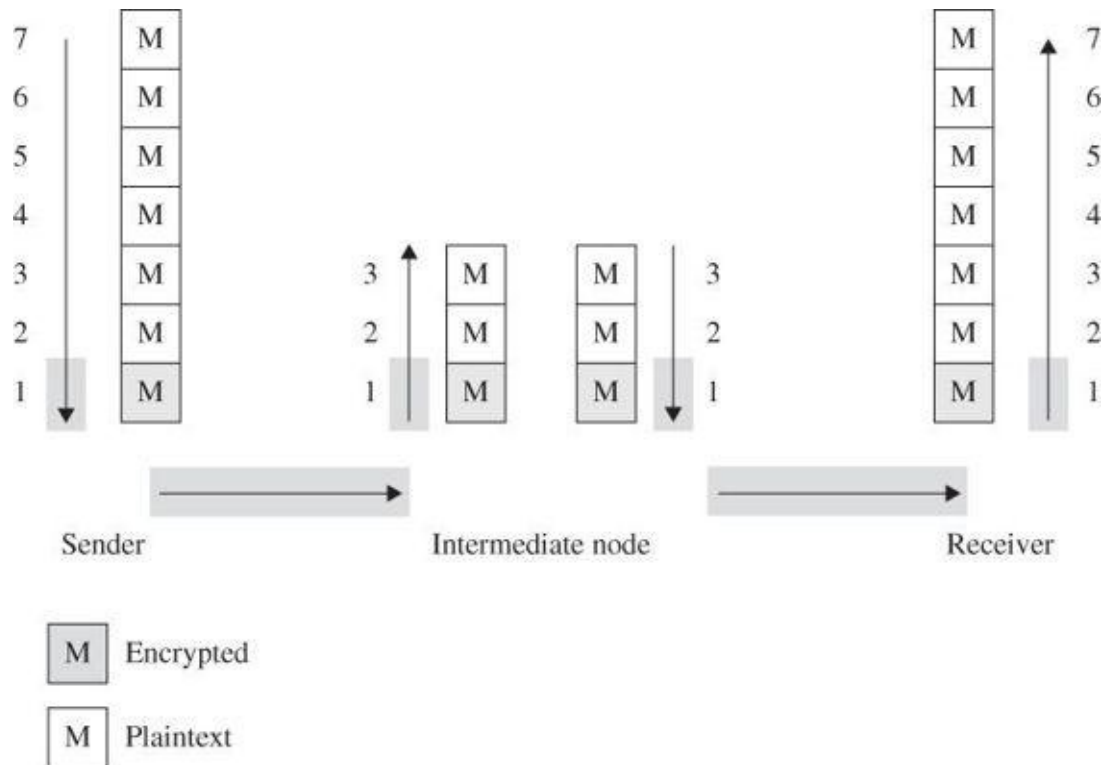 7 M M 7
6 M M 6
5 M M 5
4 M M 4
3 M 3 M M 3 M 3
2 M 2 M M 2 M 2
1 M 1 M M 1 M 1
Sender Intermediate node Receiver
M Encrypted
M Plaintext